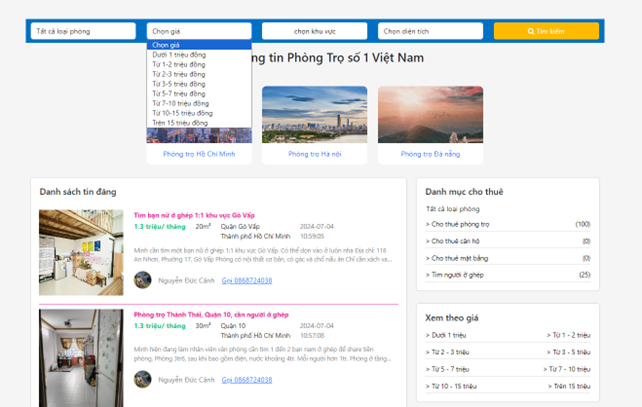 Tất cả loại phòng
Chọn giá
chọn khu vực
Chọn diện tích
Tìm kiếm
Chọn giá
Dưới 1 triệu đồng
Từ 1-2 triệu đồng
Từ 2-3 triệu đồng
Từ 3-5 triệu đồng
Từ 5-7 triệu đồng
Từ 7-10 triệu đồng
Từ 10-15 triệu đồng
Trên 15 triệu đồng
tin Phòng Trọ số 1 Việt Nam
Phòng trọ Hồ Chí Minh
Phòng trọ Hà nội
Phòng trọ Đà nẵng
Danh sách tin đăng
Tìm bạn nữ ở ghép 1:1 khu vực Gò Vấp
1.3 triệu/ tháng 20m² Quận Gò Vấp 2024-07-04
Thành phố Hồ Chí Minh 10:59:05
Mình cần tìm một bạn nữ ở ghép 1:1 khu vực Gò Vấp. Có thể dọn vào ở luôn nha Địa chỉ: 118
An Nhơn, Phường 17, Gò Vấp Phòng có nội thất cơ bản, có gác và chỗ nấu ăn Chỉ cần xách va...
Nguyễn Đức Cảnh Gọi 0868724038
Phòng trọ Thành Thái, Quận 10, cần người ở ghép
1.3 triệu/ tháng 30m² Quận 10 2024-07-04
Thành phố Hồ Chí Minh 10:57:08
Mình hiện đang làm nhân viên văn phòng cần tìm 1 đến 2 bạn nam ở ghép để share tiền
phòng. Phòng 3tr6, sau khi bao gồm điện, nước khoảng 4tr. Mỗi người hơn 1tr. Phòng ở tầng...
Nguyễn Đức Cảnh Gọi 0868724038
Danh mục cho thuê
Tất cả loại phòng
> Cho thuê phòng trọ (100)
> Cho thuê căn hộ (0)
> Cho thuê mặt bằng (0)
> Tìm người ở ghép (25)
Xem theo giá
> Dưới 1 triệu > Từ 1 - 2 triệu
> Từ 2 - 3 triệu > Từ 3 - 5 triệu
> Từ 5 - 7 triệu > Từ 7 - 10 triệu
> Từ 10 - 15 triệu > Trên 15 triệu